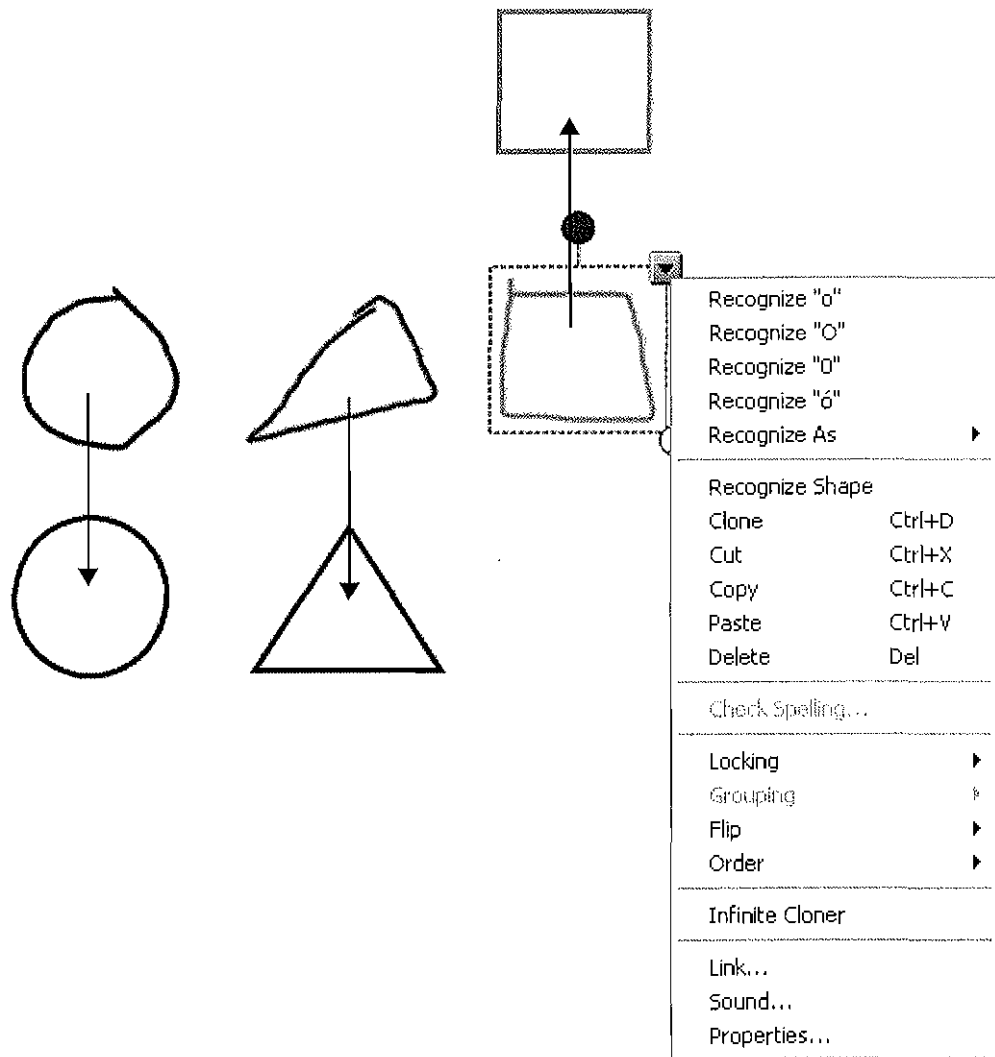 Recognize "o"
Recognize "O"
Recognize "0"
Recognize "ó"
Recognize As
Recognize Shape
Clone Ctrl+D
Cut Ctrl+X
Copy Ctrl+C
Paste Ctrl+V
Delete Del
Check Spelling...
Locking
Grouping
Flip
Order
Infinite Cloner
Link...
Sound...
Properties...